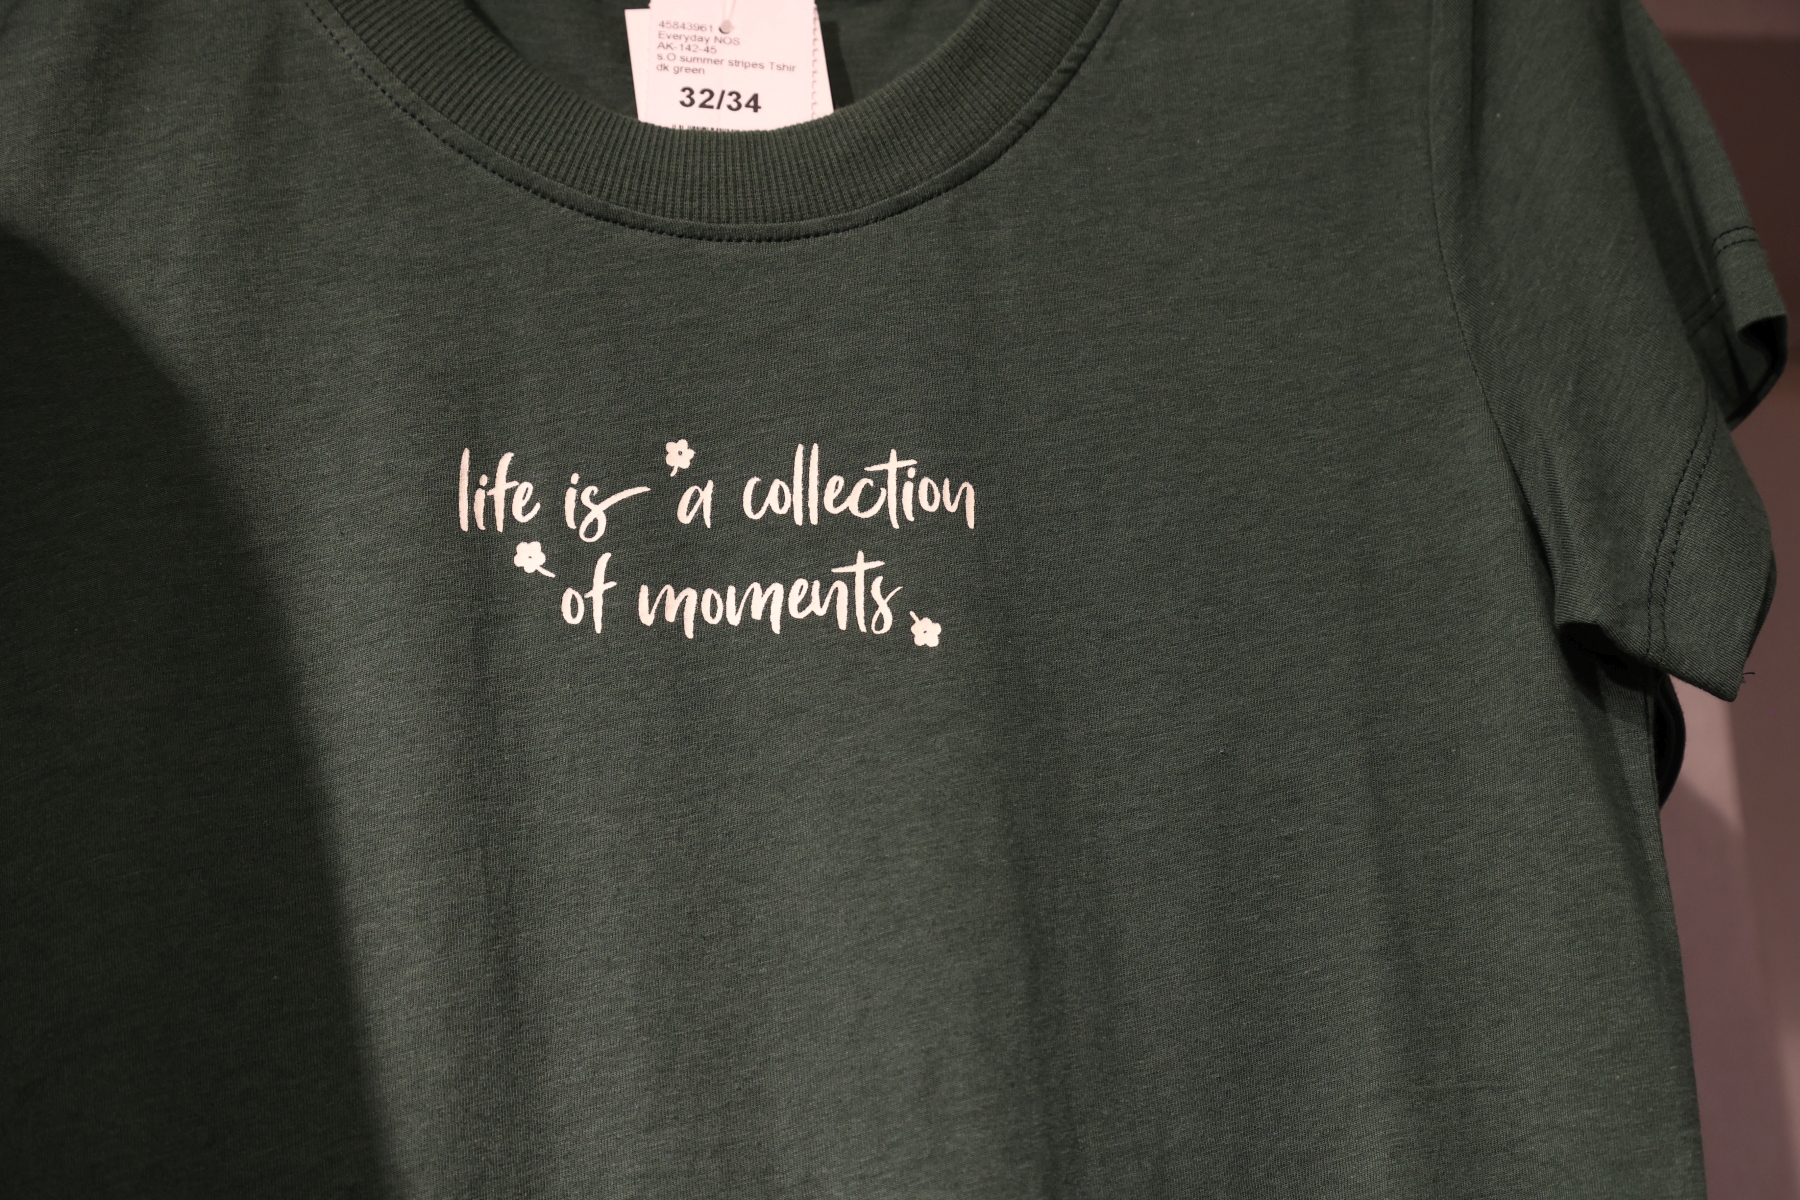 45843961
Everyday NOS
AK-142-45
s.O summer stripes Tshir
dk green
32/34
life is a collection
of moments